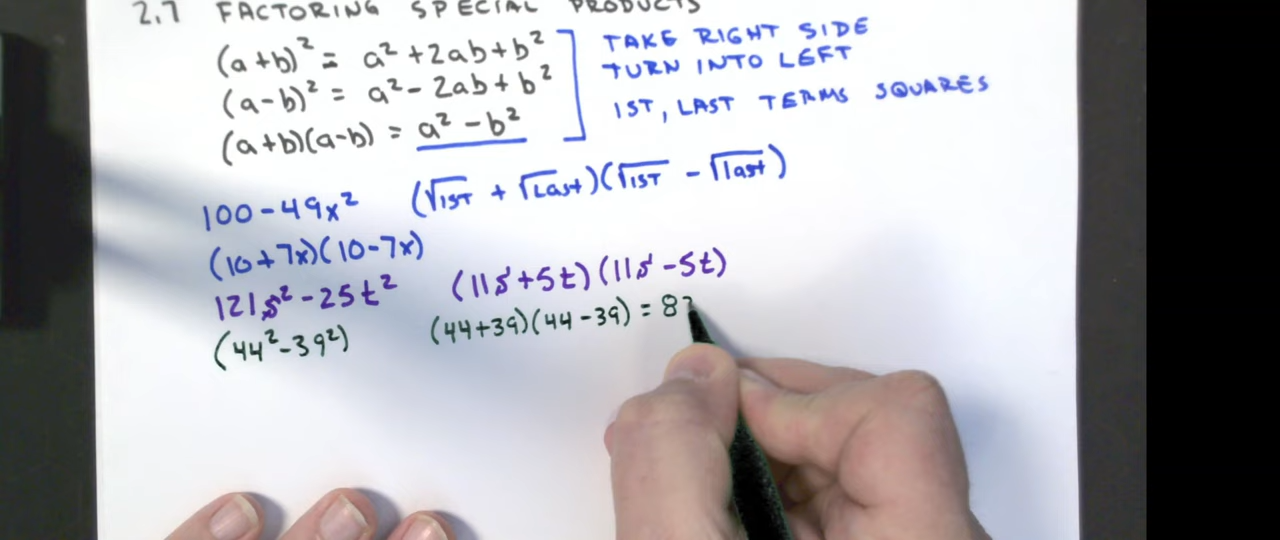 2.7 FACTORING SPECIAL PRODUCTS
(a+b)² = a² + 2ab + b²
(a-b)² = a² - 2ab + b²
(a+b)(a-b) = a² - b²
TAKE RIGHT SIDE
TURN INTO LEFT
1ST, LAST TERMS SQUARES
100 - 49x² (√1ST + √Last)(√1ST - √last)
(10+7x)(10-7x)
121s² - 25t² (11s+5t)(11s-5t)
(44² - 39²) (44+39)(44-39) = 8